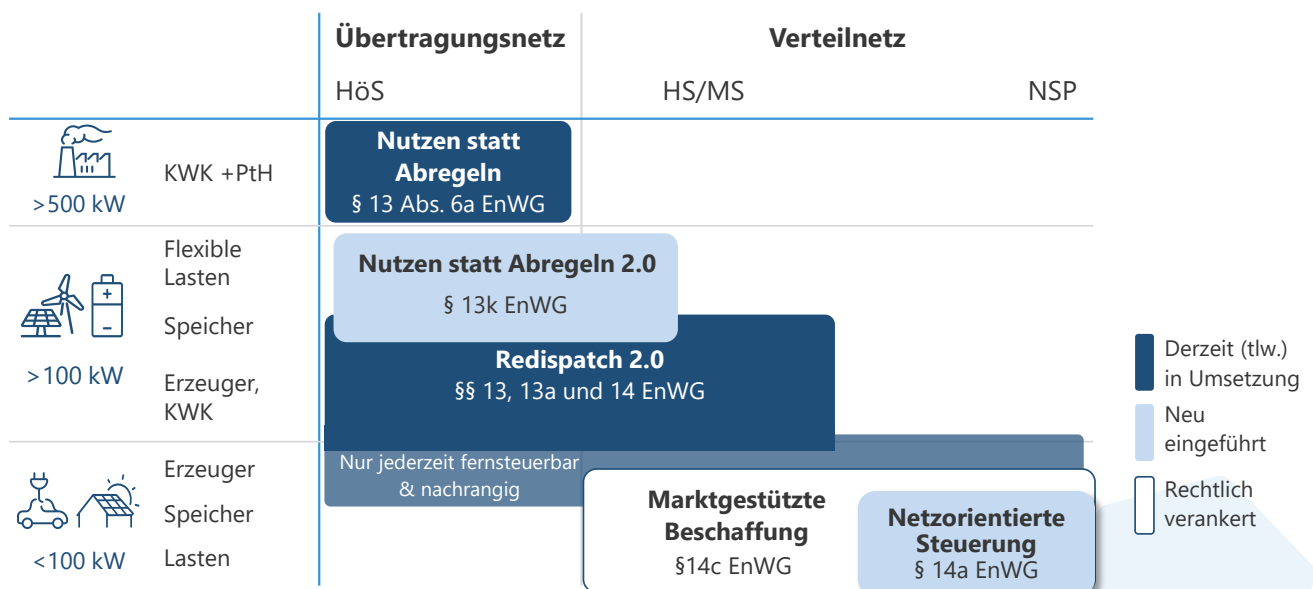 Übertragungsnetz
Verteilnetz
HöS
HS/MS
NSP
>500 kW
KWK +PtH
Nutzen statt
Abregeln
§ 13 Abs. 6a EnWG
>100 kW
Flexible
Lasten
Speicher
Erzeuger,
KWK
Nutzen statt Abregeln 2.0
§ 13k EnWG
Redispatch 2.0
§§ 13, 13a und 14 EnWG
<100 kW
Erzeuger
Speicher
Lasten
Nur jederzeit fernsteuerbar
& nachrangig
Marktgestützte
Beschaffung
§14c EnWG
Netzorientierte
Steuerung
§ 14a EnWG
Derzeit (tlw.)
in Umsetzung
Neu
eingeführt
Rechtlich
verankert